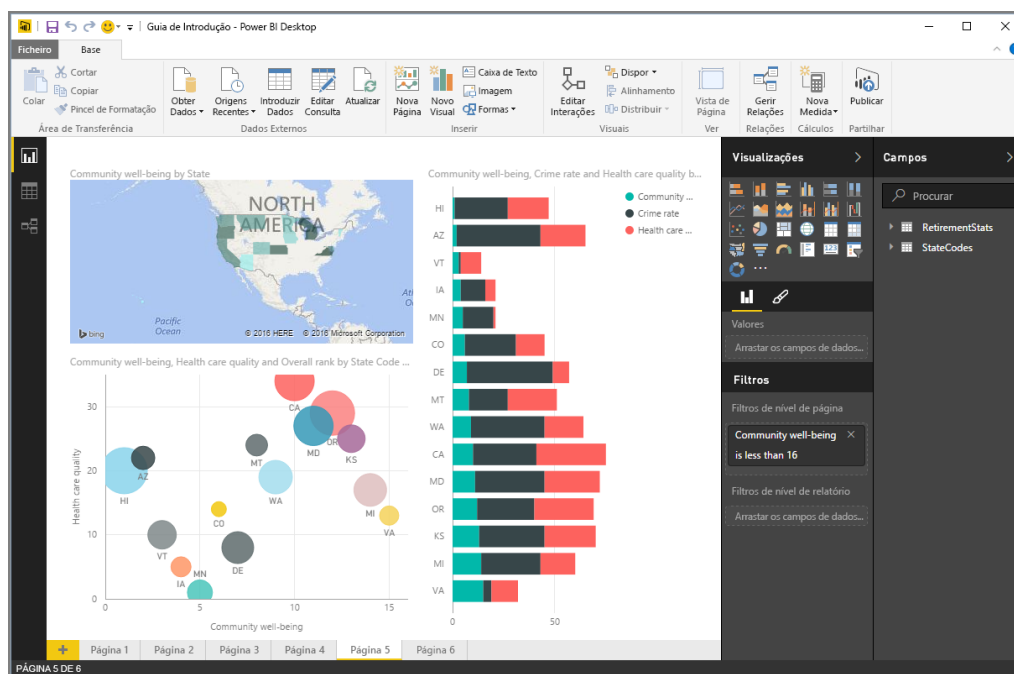 Guia de Introdução - Power BI Desktop
Ficheiro Base
Colar
Cortar
Copiar
Pincel de Formatação
Área de Transferência
Obter Dados
Origens Recentes
Introduzir Dados
Editar Consulta
Atualizar
Dados Externos
Nova Página
Novo Visual
Caixa de Texto
Imagem
Formas
Inserir
Editar Interações
Dispor
Alinhamento
Distribuir
Visuais
Vista de Página
Ver
Gerir Relações
Relações
Nova Medida
Cálculos
Publicar
Partilhar
Community well-being by State
NORTH
AMERICA
Pacific
Ocean
bing
© 2016 HERE © 2016 Microsoft Corporation
Community well-being, Health care quality and Overall rank by State Code ...
Health care quality
30
20
10
0
CA
OR
MD
KS
MT
AZ
HI
WA
MI
CO
VA
VT
DE
IA
MN
0 5 10 15
Community well-being
Community well-being, Crime rate and Health care quality b...
Community ...
Crime rate
Health care ...
HI
AZ
VT
IA
MN
CO
DE
MT
WA
CA
MD
OR
KS
MI
VA
0 50
Visualizações
Valores
Arrastar os campos de dados...
Filtros
Filtros de nível de página
Community well-being
is less than 16
Filtros de nível de relatório
Arrastar os campos de dados...
Campos
Procurar
RetirementStats
StateCodes
Página 1 Página 2 Página 3 Página 4 Página 5 Página 6
PÁGINA 5 DE 6